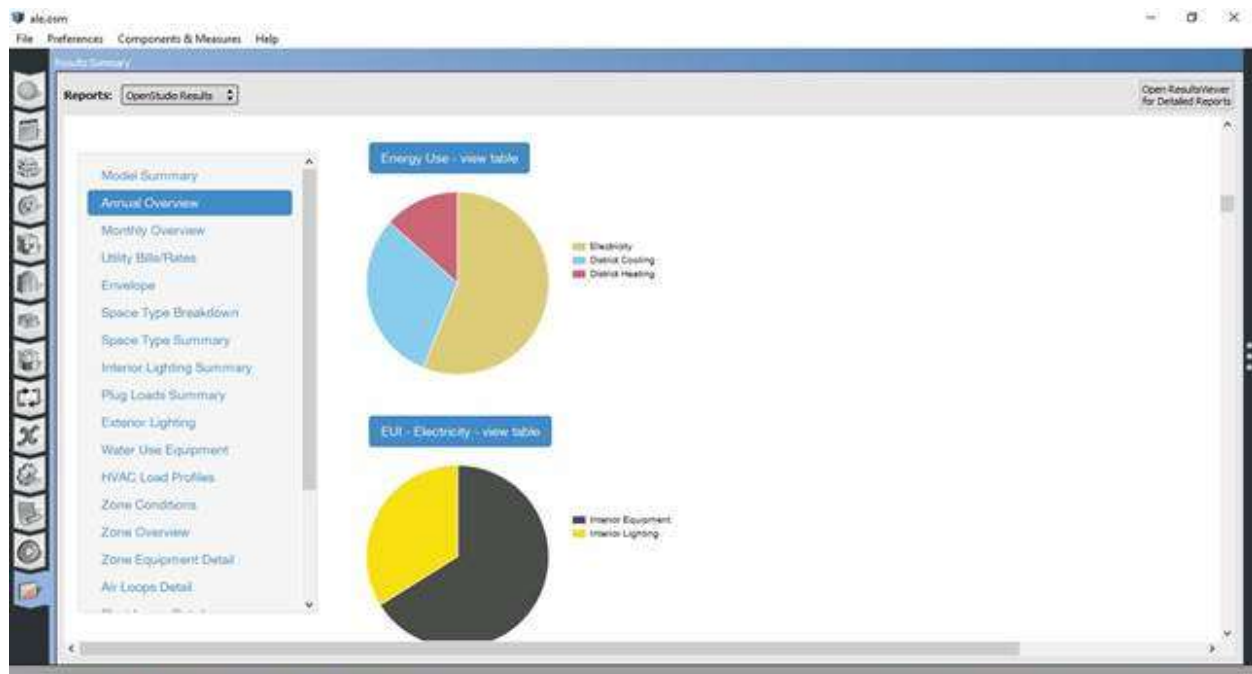 ale.osm
File Preferences Components & Measures Help
Results Summary
Reports: OpenStudio Results
Open ResultsViewer
for Detailed Reports
Model Summary
Annual Overview
Monthly Overview
Utility Bills/Rates
Envelope
Space Type Breakdown
Space Type Summary
Interior Lighting Summary
Plug Loads Summary
Exterior Lighting
Water Use Equipment
HVAC Load Profiles
Zone Conditions
Zone Overview
Zone Equipment Detail
Air Loops Detail
Energy Use - view table
Electricity
District Cooling
District Heating
EUI - Electricity - view table
Interior Equipment
Interior Lighting